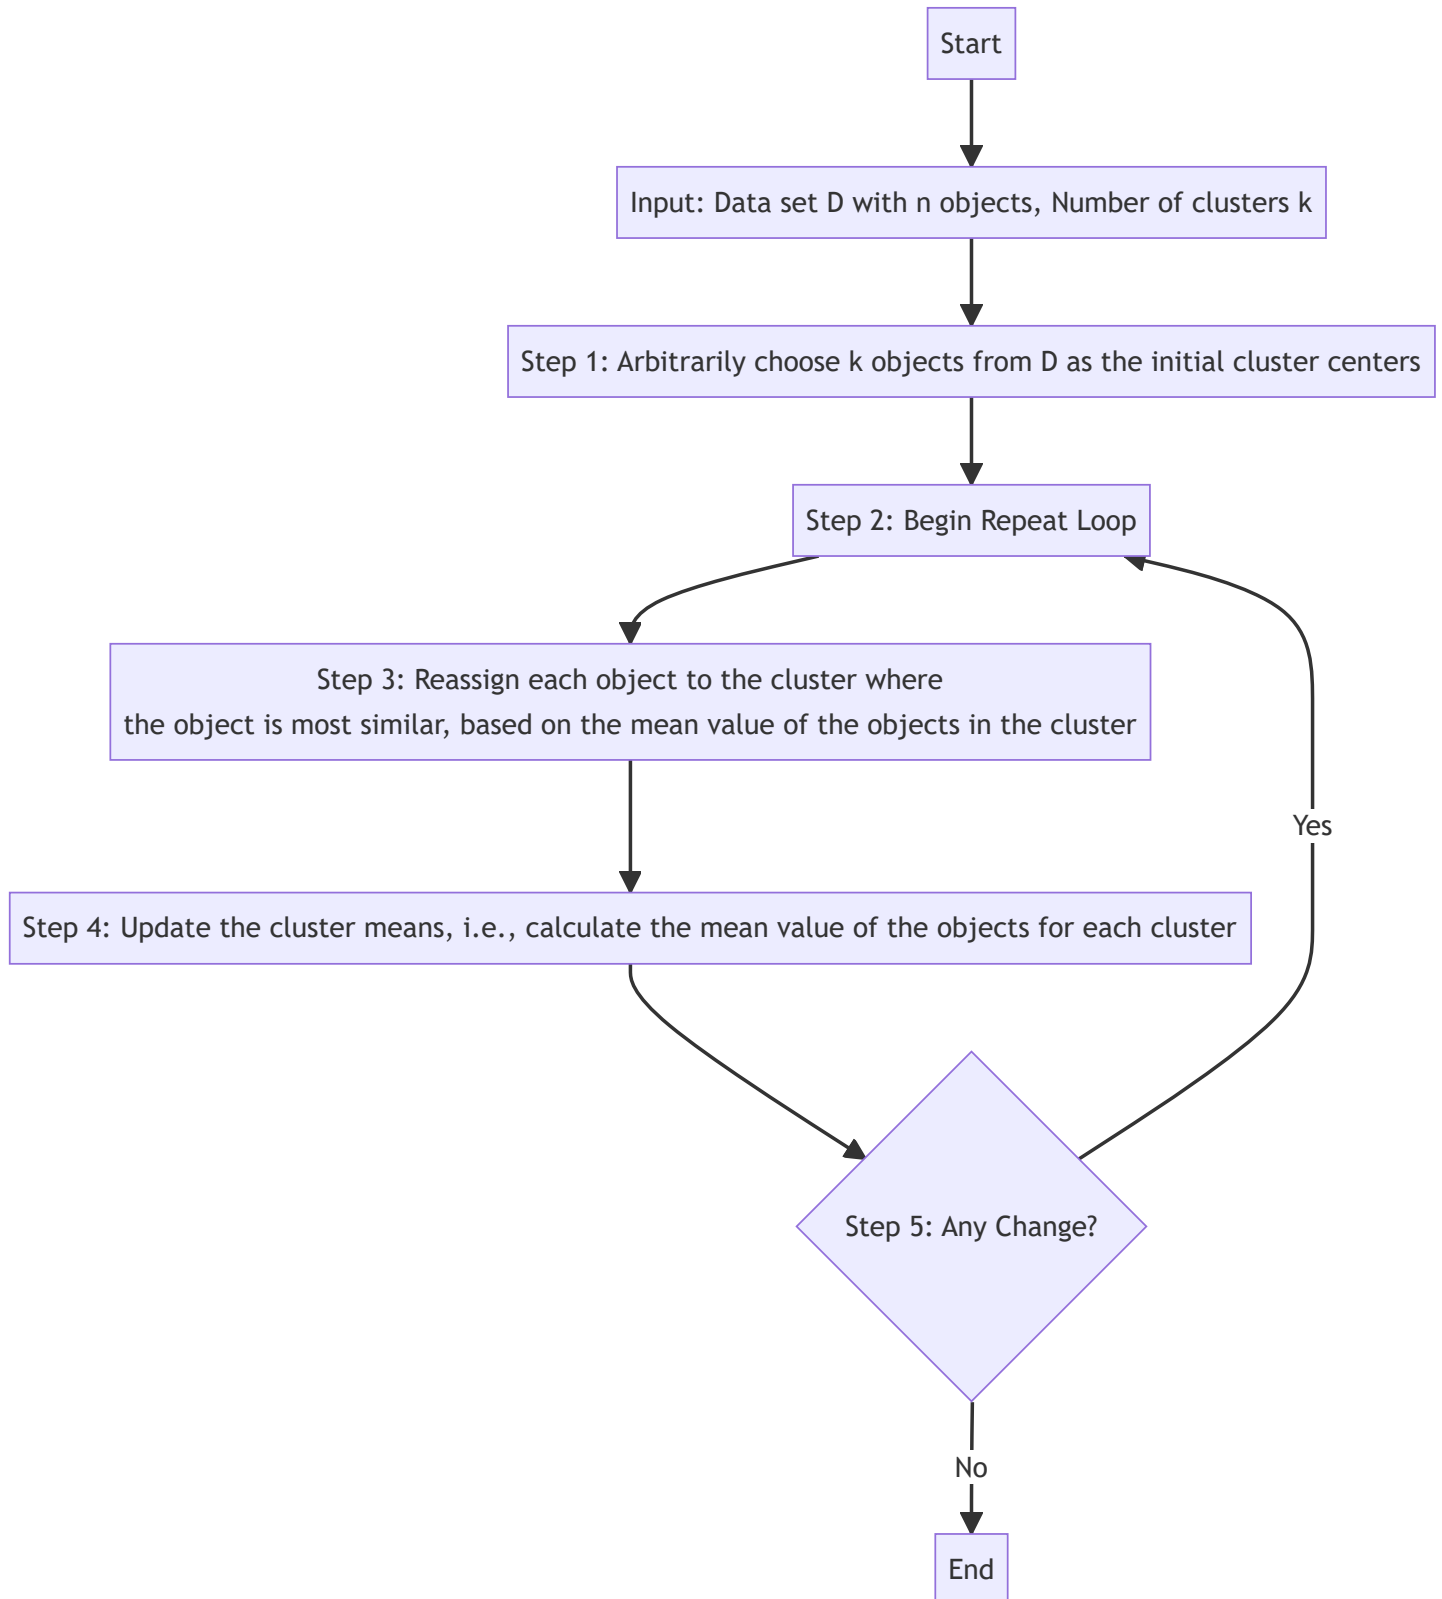 Start
Input: Data set D with n objects, Number of clusters k
Step 1: Arbitrarily choose k objects from D as the initial cluster centers
Step 2: Begin Repeat Loop
Step 3: Reassign each object to the cluster where
the object is most similar, based on the mean value of the objects in the cluster
Yes
Step 4: Update the cluster means, i.e., calculate the mean value of the objects for each cluster
Step 5: Any Change?
No
End